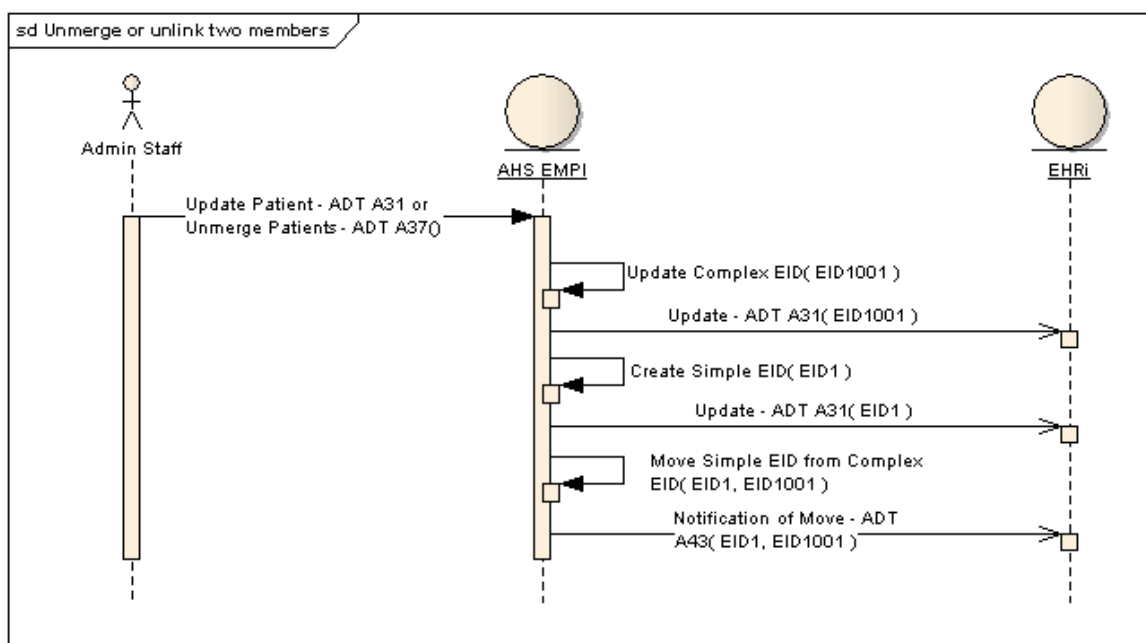 sd Unmerge or unlink two members
Admin Staff
AHS EMPI
EHRi
Update Patient - ADT A31 or
Unmerge Patients - ADT A37()
Update Complex EID( EID1001 )
Update - ADT A31( EID1001 )
Create Simple EID( EID1 )
Update - ADT A31( EID1 )
Move Simple EID from Complex
EID( EID1, EID1001 )
Notification of Move - ADT
A43( EID1, EID1001 )